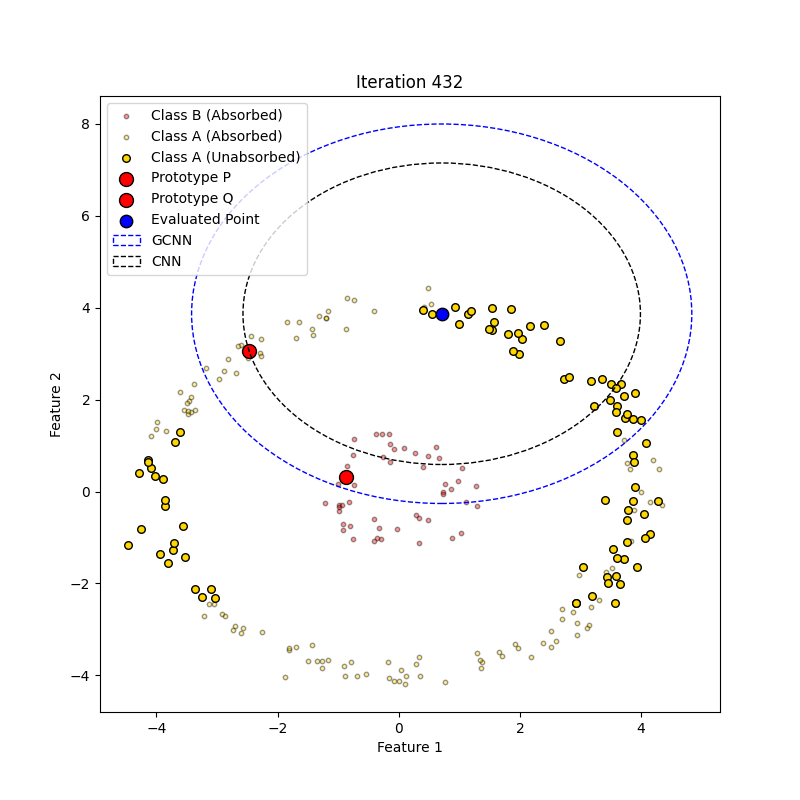 Iteration 432
Class B (Absorbed)
Class A (Absorbed)
Class A (Unabsorbed)
Prototype P
Prototype Q
Evaluated Point
GCNN
CNN
8
6
4
2
0
−2
−4
Feature 2
−4 −2 0 2 4
Feature 1